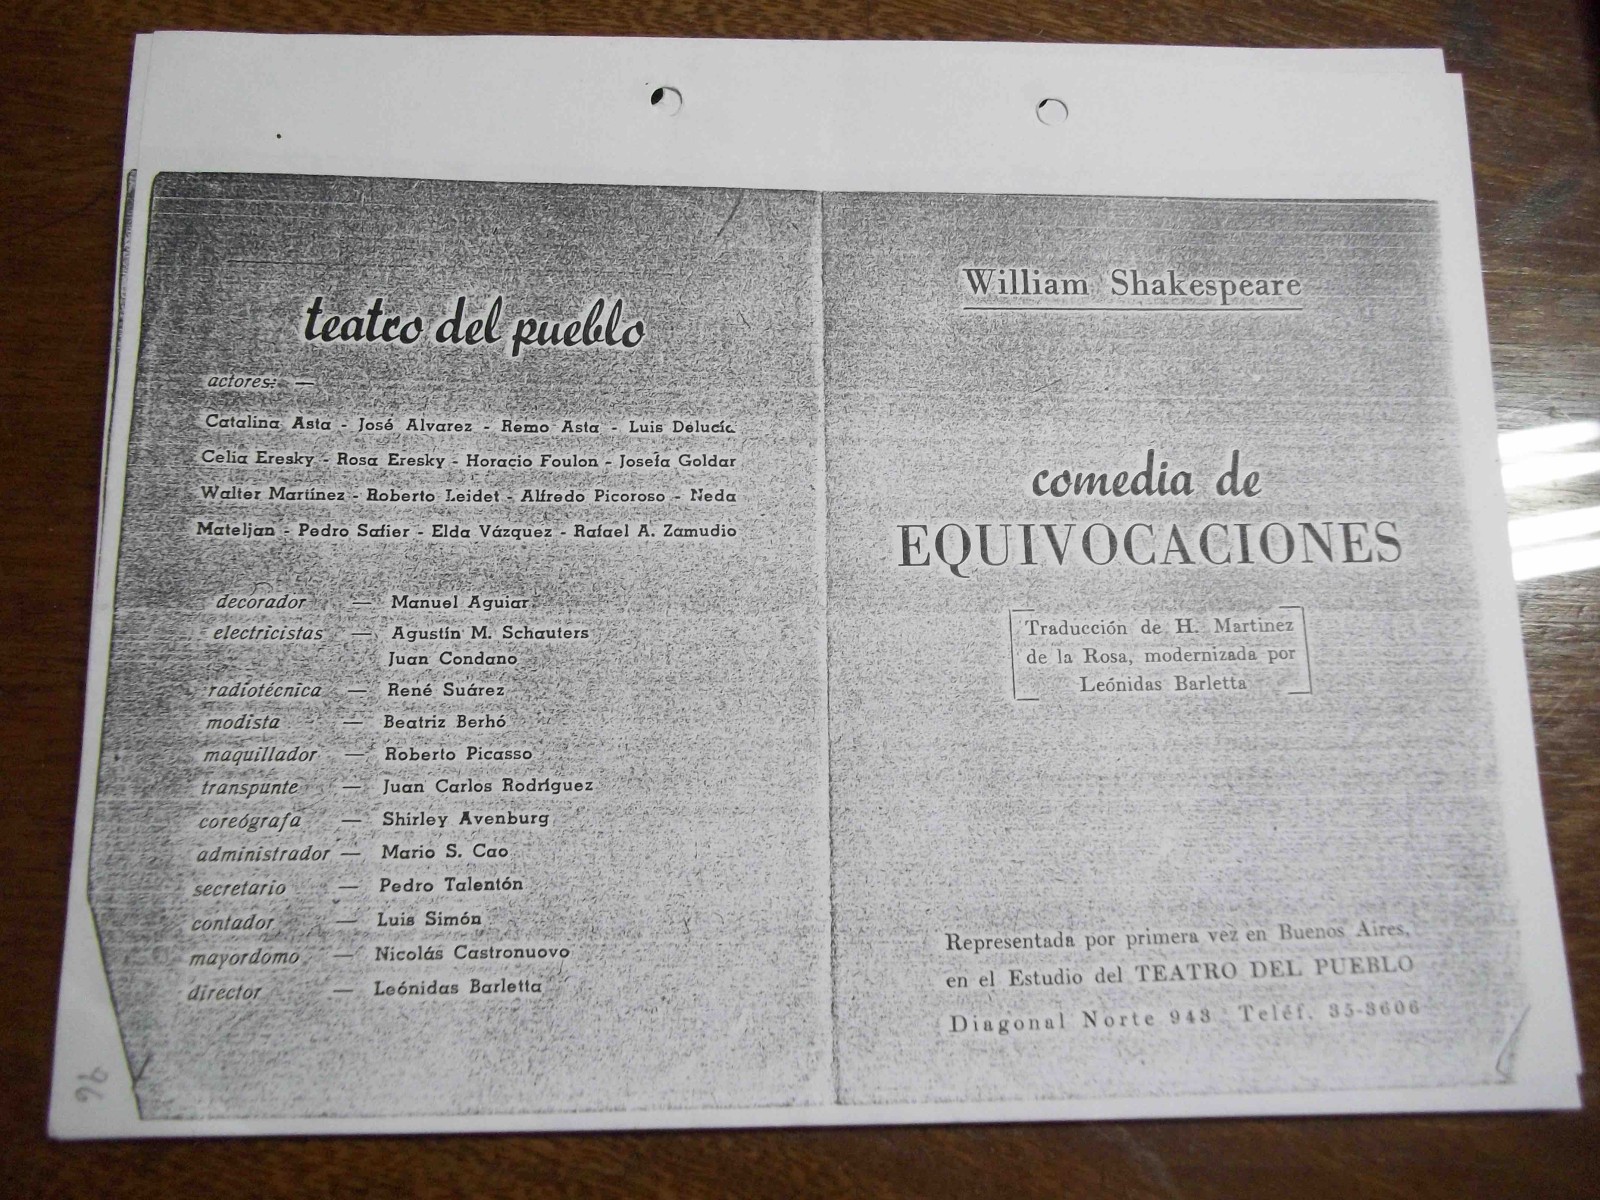 teatro del pueblo
actores: —
Catalina Asta - José Alvarez - Remo Asta - Luis Delucía
Celia Eresky - Rosa Eresky - Horacio Foulon - Josefa Goldar
Walter Martínez - Roberto Leidet - Alfredo Picoroso - Neda
Mateljan - Pedro Safier - Elda Vázquez - Rafael A. Zamudio
decorador — Manuel Aguiar
electricistas — Agustín M. Schauters
Juan Condano
radiotécnica — René Suárez
modista — Beatriz Berhó
maquillador — Roberto Picasso
transpunte — Juan Carlos Rodríguez
coreógrafa — Shirley Avenburg
administrador — Mario S. Cao
secretario — Pedro Talentón
contador — Luis Simón
mayordomo — Nicolás Castronuovo
director — Leónidas Barletta
96
William Shakespeare
comedia de
EQUIVOCACIONES
Traducción de H. Martinez
de la Rosa, modernizada por
Leónidas Barletta
Representada por primera vez en Buenos Aires,
en el Estudio del TEATRO DEL PUEBLO
Diagonal Norte 943 Teléf. 35-3606